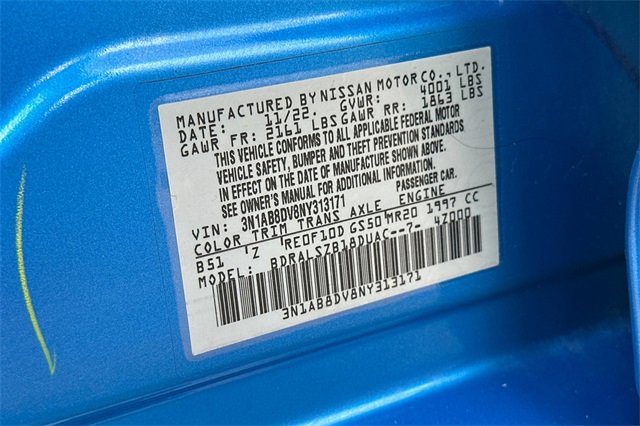 MANUFACTURED BY NISSAN MOTOR CO., LTD.
DATE: 11/22. GVWR: 4001 LBS
GAWR FR: 2161 LBS GAWR RR: 1863 LBS
THIS VEHICLE CONFORMS TO ALL APPLICABLE FEDERAL MOTOR
VEHICLE SAFETY, BUMPER AND THEFT PREVENTION STANDARDS
IN EFFECT ON THE DATE OF MANUFACTURE SHOWN ABOVE.
SEE OWNER'S MANUAL FOR ADDITIONAL INFORMATION.
VIN: 3N1AB8DV8NY313171 PASSENGER CAR.
COLOR TRIM TRANS AXLE ENGINE
B51 'Z 'RE0F10D GS50 MR20 1997 CC
MODEL: BDRALSZB18DUAC--7- 4Z000
3N1AB8DV8NY313171